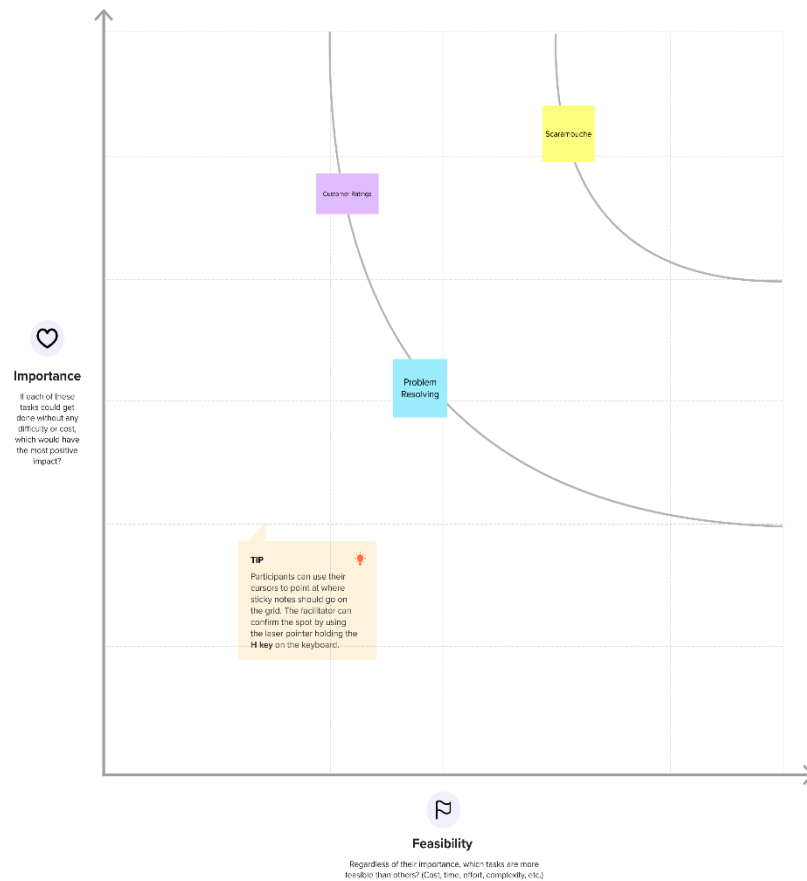 Scaramouche
Customer Ratings
Problem
Resolving
Importance
If each of these
tasks could get
done without any
difficulty or cost,
which would have
the most positive
impact?
TIP
Participants can use their
cursors to point at where
sticky notes should go on
the grid. The facilitator can
confirm the spot by using
the laser pointer holding the
H key on the keyboard.
Feasibility
Regardless of their importance, which tasks are more
feasible than others? (Cost, time, effort, complexity, etc.)